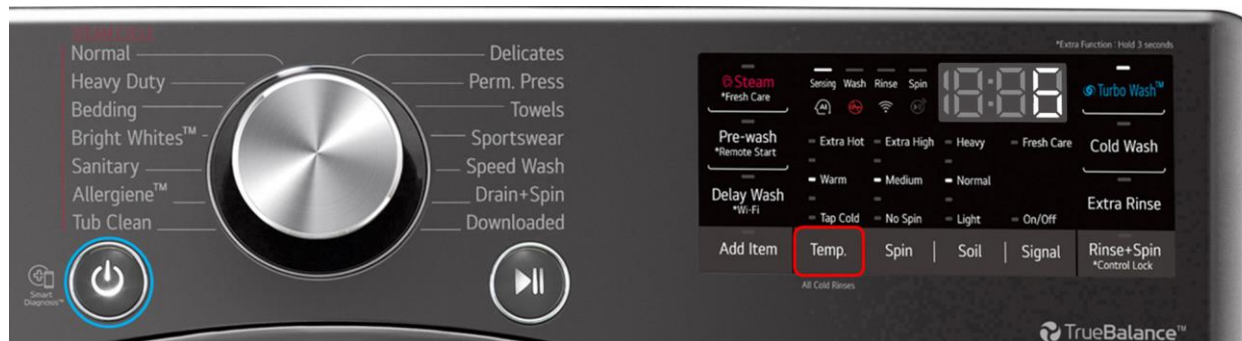 Normal
Heavy Duty
Bedding
Bright Whites™
Sanitary
Allergiene™
Tub Clean
Delicates
Perm. Press
Towels
Sportswear
Speed Wash
Drain+Spin
Downloaded
Smart
Diagnosis™
*Extra Function : Hold 3 seconds
Steam
*Fresh Care
Pre-wash
*Remote Start
Delay Wash
*Wi-Fi
Add Item
Sensing Wash Rinse Spin
AI
Extra Hot Extra High Heavy Fresh Care
Warm Medium Normal
Tap Cold No Spin Light On/Off
Temp. Spin Soil Signal
All Cold Rinses
Turbo Wash™
Cold Wash
Extra Rinse
Rinse+Spin
*Control Lock
TrueBalance™